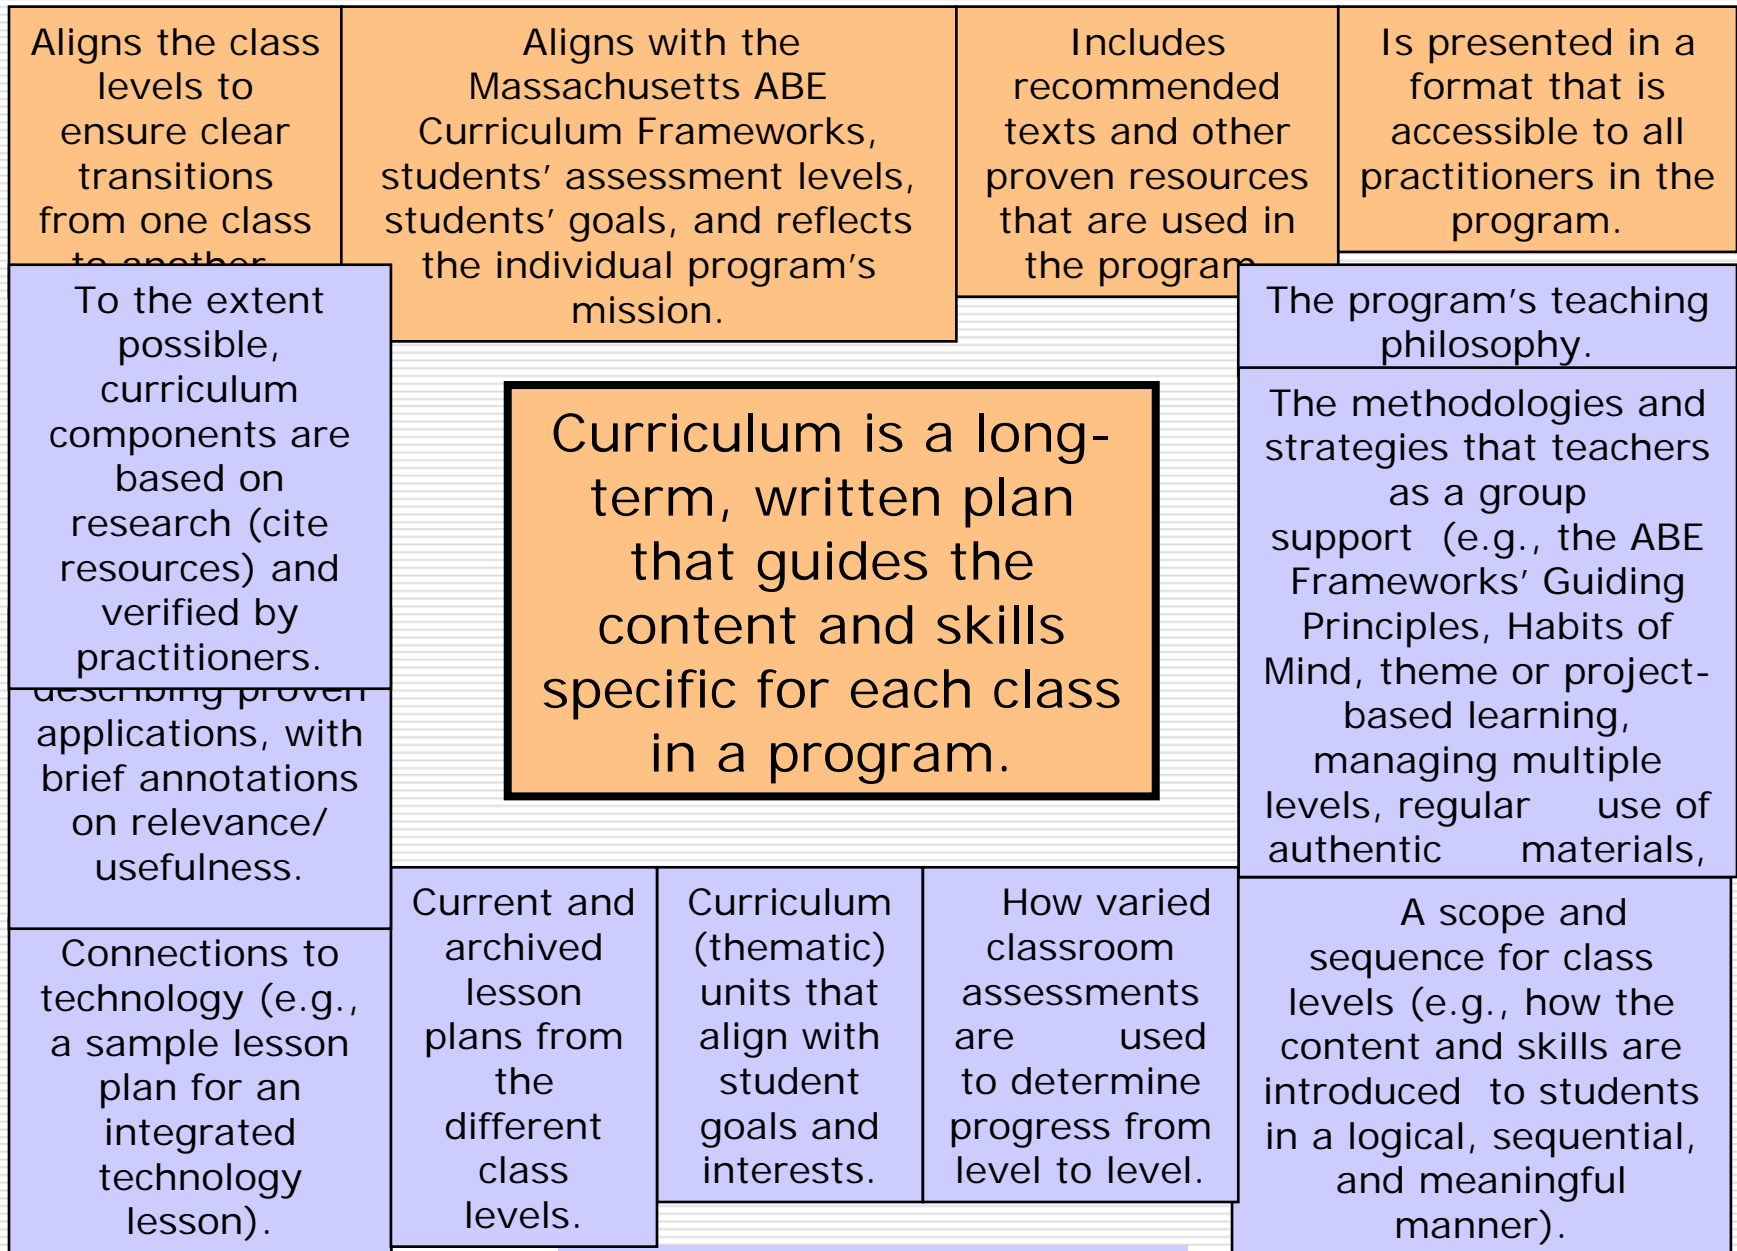 Aligns the class
levels to
ensure clear
transitions
from one class
to another
Aligns with the
Massachusetts ABE
Curriculum Frameworks,
students’ assessment levels,
students’ goals, and reflects
the individual program’s
mission.
Includes
recommended
texts and other
proven resources
that are used in
the program
Is presented in a
format that is
accessible to all
practitioners in the
program.
To the extent
possible,
curriculum
components are
based on
research (cite
resources) and
verified by
practitioners.
describing proven
applications, with
brief annotations
on relevance/
usefulness.
Connections to
technology (e.g.,
a sample lesson
plan for an
integrated
technology
lesson).
Curriculum is a long-
term, written plan
that guides the
content and skills
specific for each class
in a program.
The program’s teaching
philosophy.
The methodologies and
strategies that teachers
as a group
support (e.g., the ABE
Frameworks’ Guiding
Principles, Habits of
Mind, theme or project-
based learning,
managing multiple
levels, regular use of
authentic materials,
Current and
archived
lesson
plans from
the
different
class
levels.
Curriculum
(thematic)
units that
align with
student
goals and
interests.
How varied
classroom
assessments
are used
to determine
progress from
level to level.
A scope and
sequence for class
levels (e.g., how the
content and skills are
introduced to students
in a logical, sequential,
and meaningful
manner).